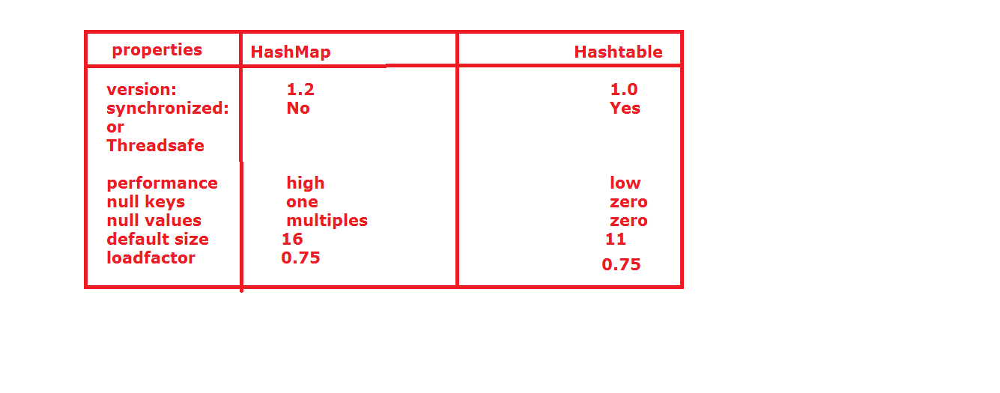 properties HashMap Hashtable
version: 1.2 1.0
synchronized: No Yes
or
Threadsafe
performance high low
null keys one zero
null values multiples zero
default size 16 11
loadfactor 0.75 0.75